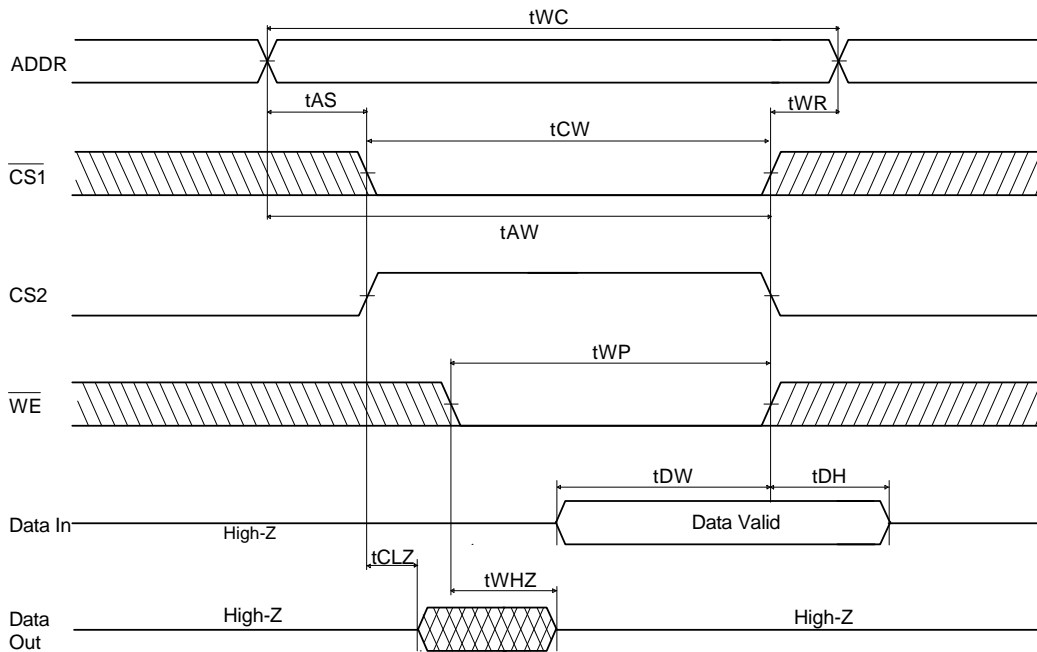 tWC
ADDR
tAS
tWR
tCW
CS1
tAW
CS2
tWP
WE
tDW
tDH
Data In
High-Z
Data Valid
tCLZ
tWHZ
Data
Out
High-Z
High-Z